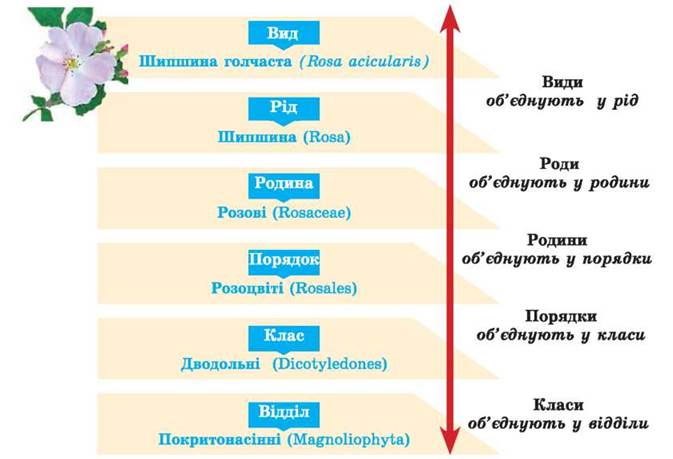 Вид
Шипшина голчаста (Rosa acicularis)
Види
об’єднують у рід
Рід
Шипшина (Rosa)
Роди
об’єднують у родини
Родина
Розові (Rosaceae)
Родини
об’єднують у порядки
Порядок
Розоцвіті (Rosales)
Порядки
об’єднують у класи
Клас
Дводольні (Dicotyledones)
Класи
об’єднують у відділи
Відділ
Покритонасінні (Magnoliophyta)